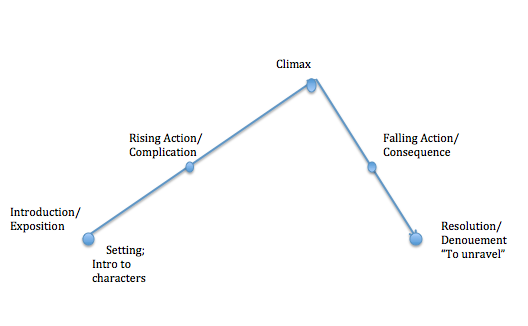 Climax
Rising Action/
Complication
Falling Action/
Consequence
Introduction/
Exposition
Setting;
Intro to
characters
Resolution/
Denouement
“To unravel”